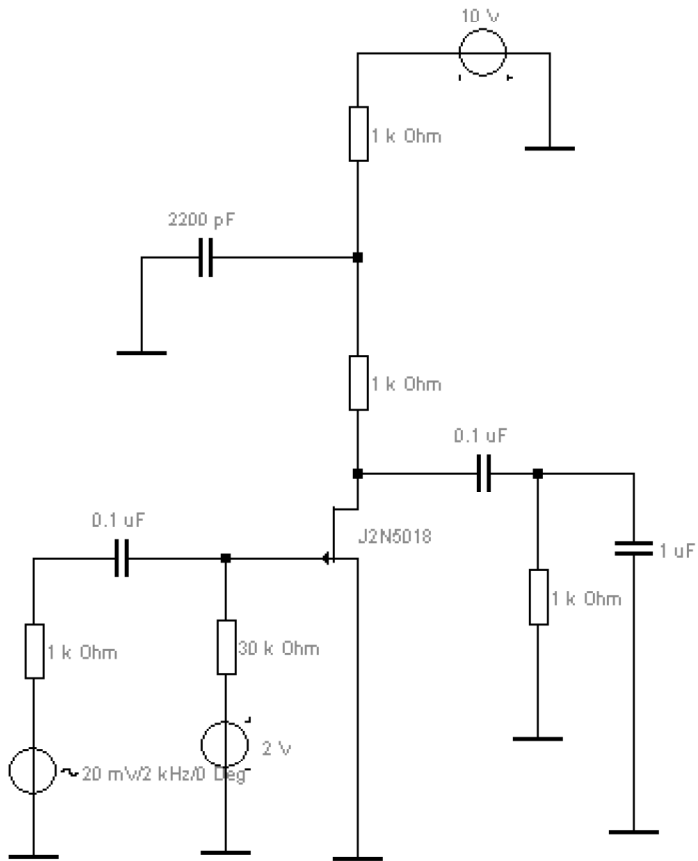 10 V
1 k Ohm
2200 pF
1 k Ohm
0.1 uF
0.1 uF
J2N5018
1 uF
1 k Ohm
1 k Ohm
30 k Ohm
2 V
20 mV/2 kHz/0 Deg